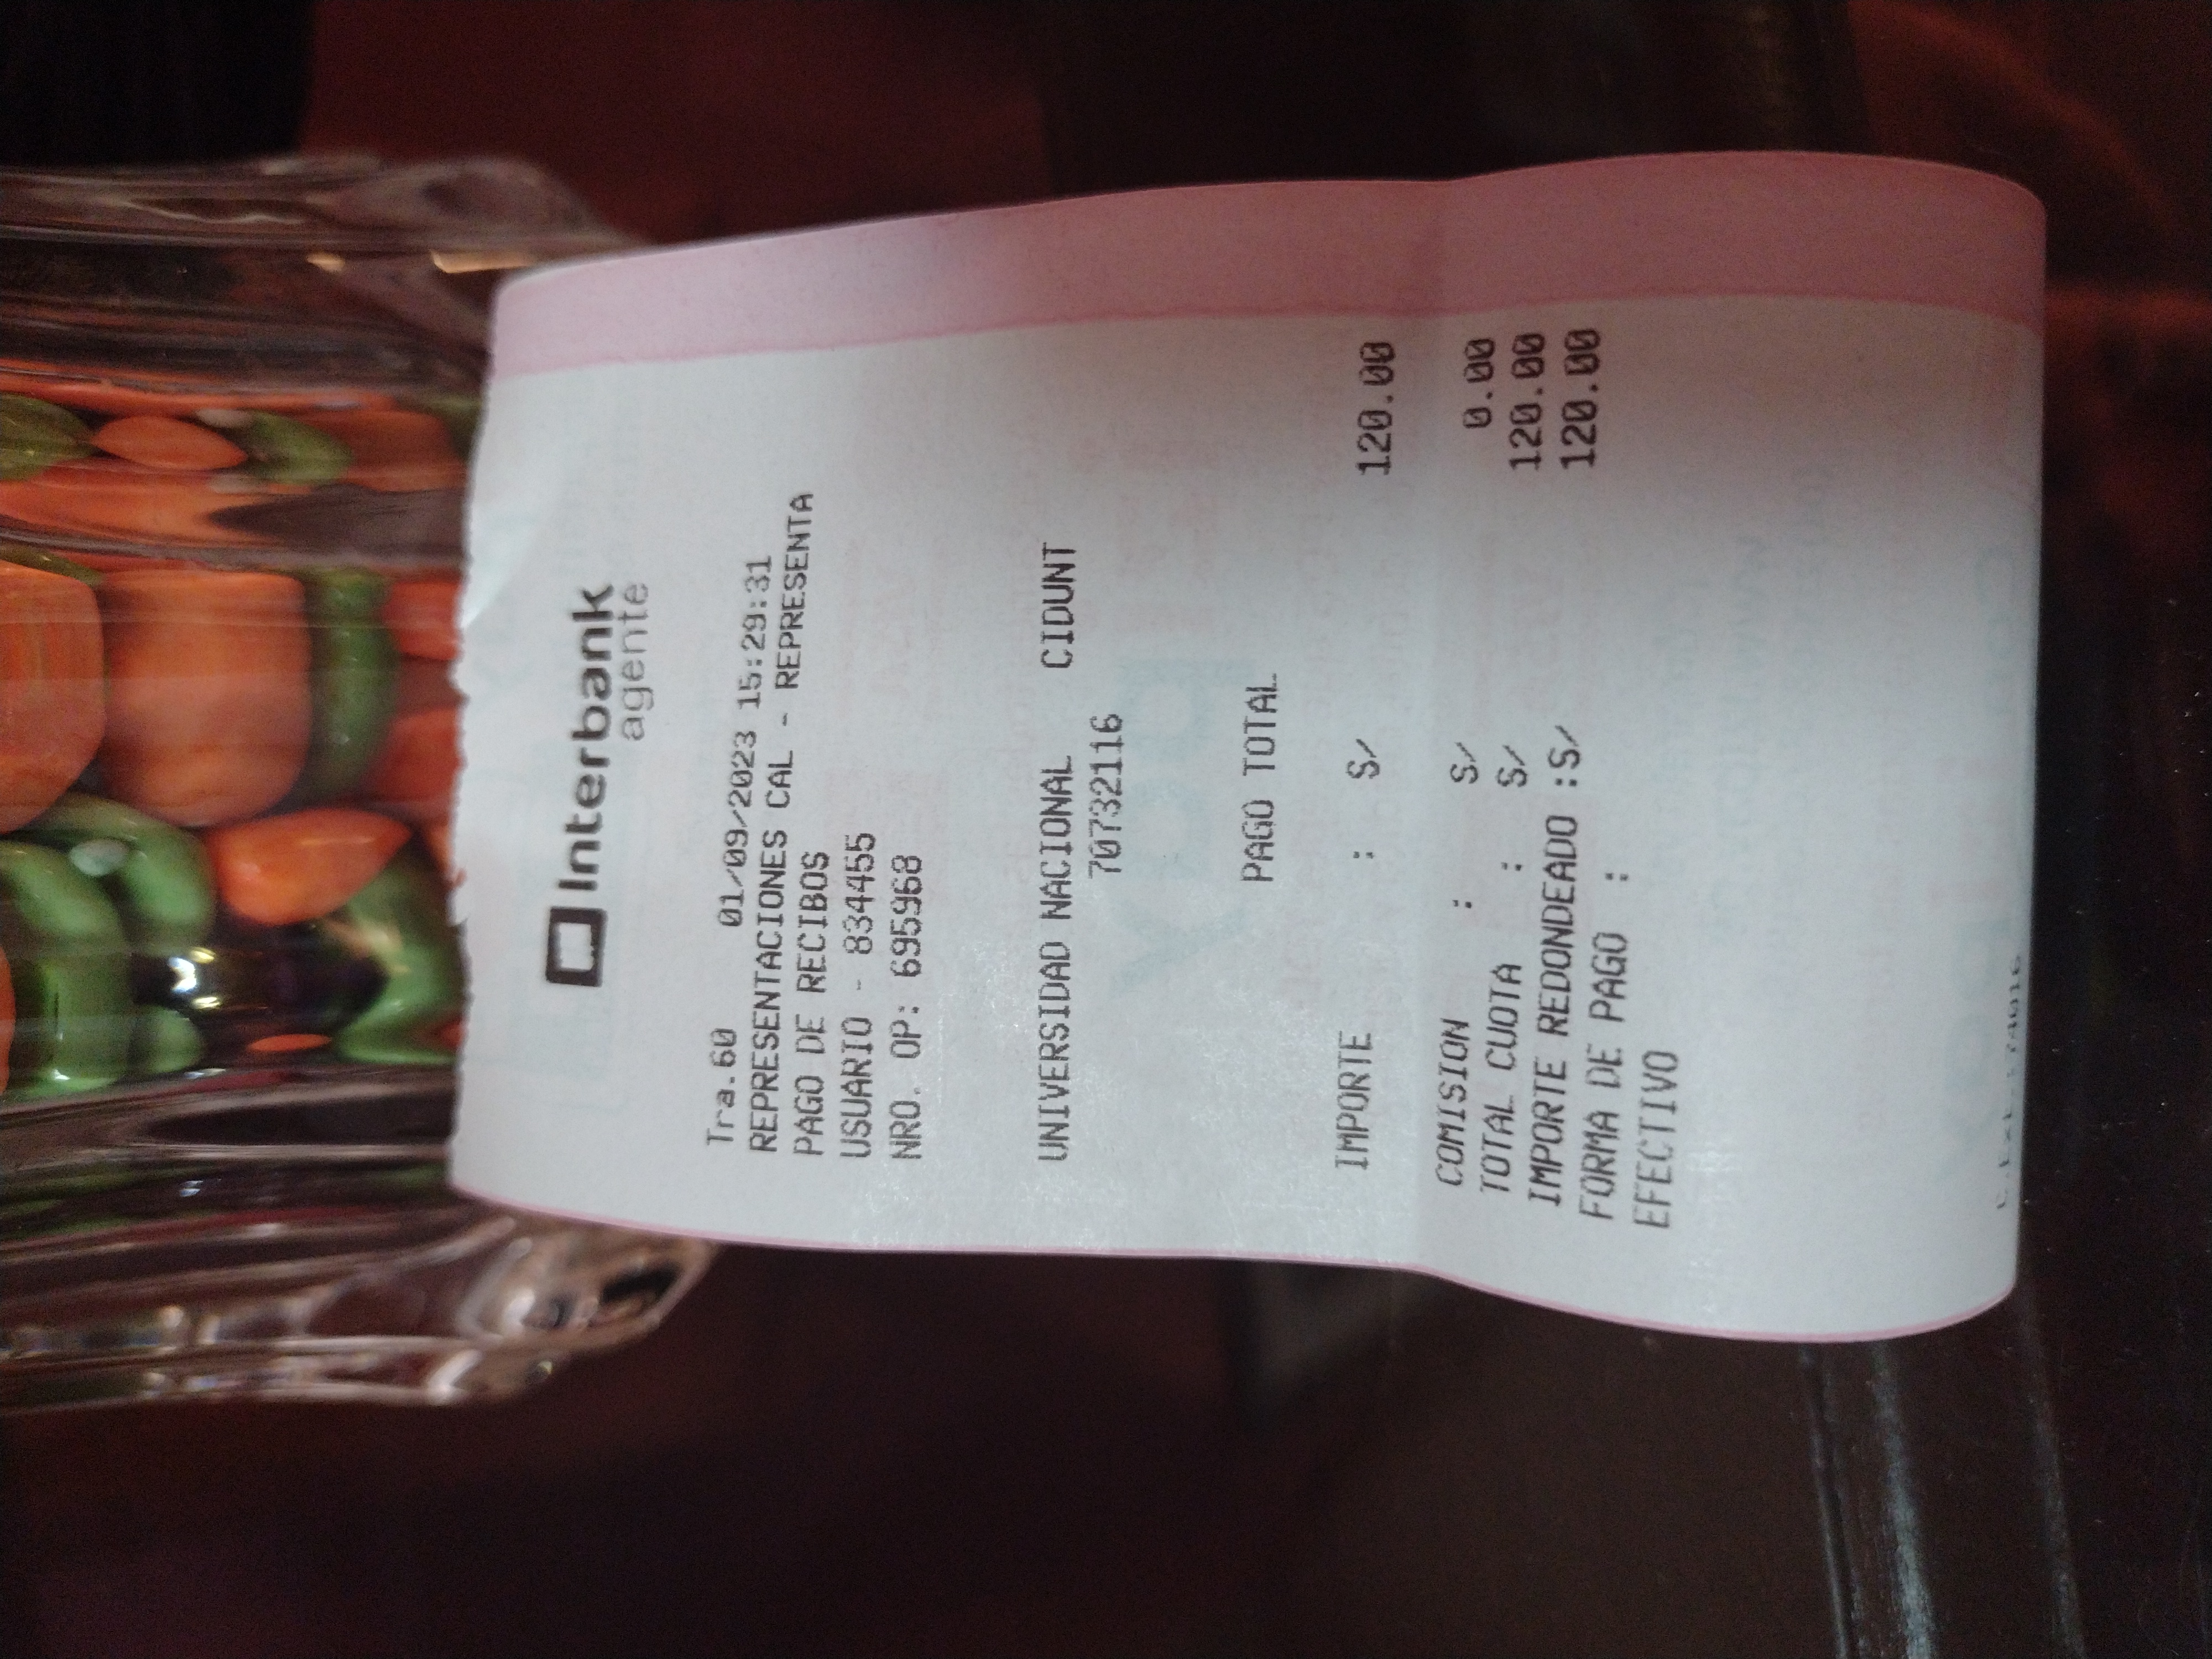 Interbank
agente
Tra.60 01/09/2023 15:29:31
REPRESENTACIONES CAL - REPRESENTA
PAGO DE RECIBOS
USUARIO - 834455
NRO. OP: 695968
UNIVERSIDAD NACIONAL CIDUNT
70732116
PAGO TOTAL
IMPORTE : S/ 120.00
COMISION : S/ 0.00
TOTAL CUOTA : S/ 120.00
IMPORTE REDONDEADO :S/ 120.00
FORMA DE PAGO :
EFECTIVO